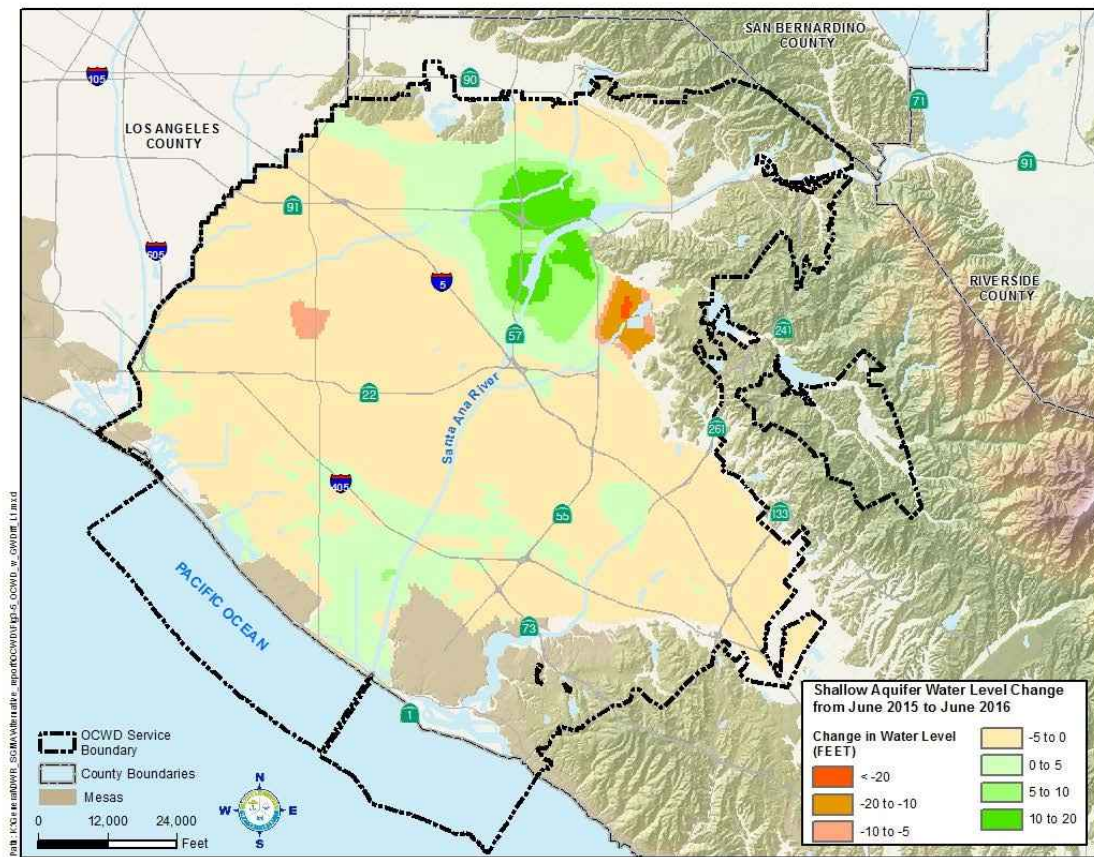 SAN BERNARDINO
COUNTY
105
90
71
LOS ANGELES
COUNTY
91
91
605
5
RIVERSIDE
COUNTY
241
57
22
Santa Ana River
261
405
55
133
PACIFIC OCEAN
73
1
OCWD Service
Boundary
County Boundaries
Mesas
0 12,000 24,000
Feet
N
W E
S
Shallow Aquifer Water Level Change
from June 2015 to June 2016
Change in Water Level
(FEET)
< -20
-20 to -10
-10 to -5
-5 to 0
0 to 5
5 to 10
10 to 20